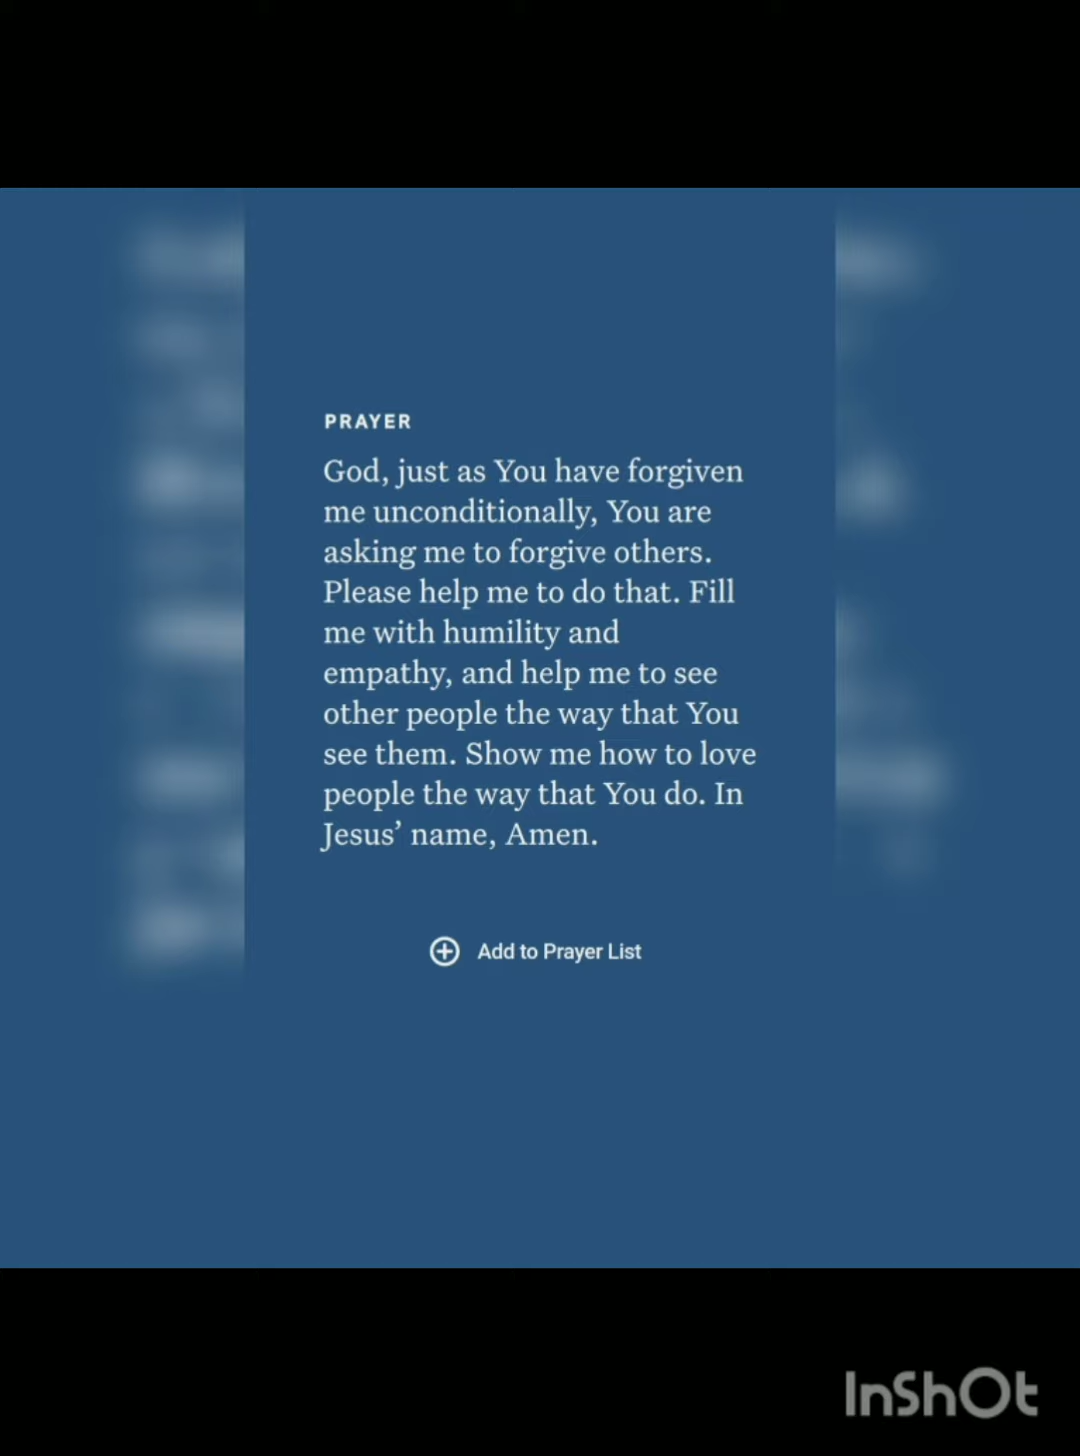 PRAYER
God, just as You have forgiven
me unconditionally, You are
asking me to forgive others.
Please help me to do that. Fill
me with humility and
empathy, and help me to see
other people the way that You
see them. Show me how to love
people the way that You do. In
Jesus’ name, Amen.
Add to Prayer List
InShOt